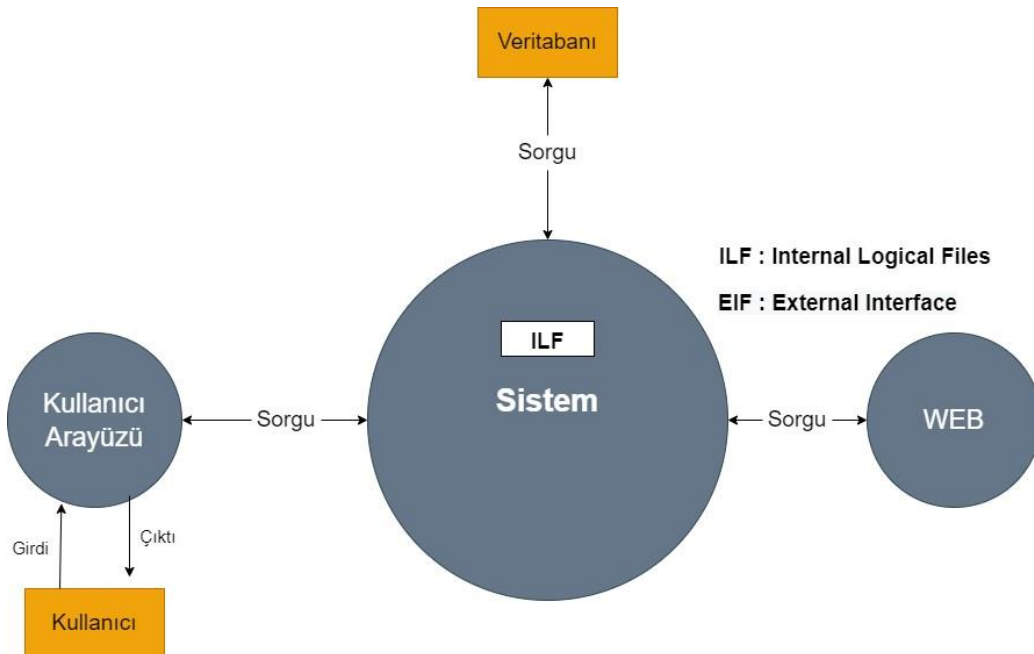 Veritabanı
Sorgu
ILF : Internal Logical Files
EIF : External Interface
ILF
Sistem
Kullanıcı
Arayüzü
Sorgu
Sorgu
WEB
Girdi
Çıktı
Kullanıcı